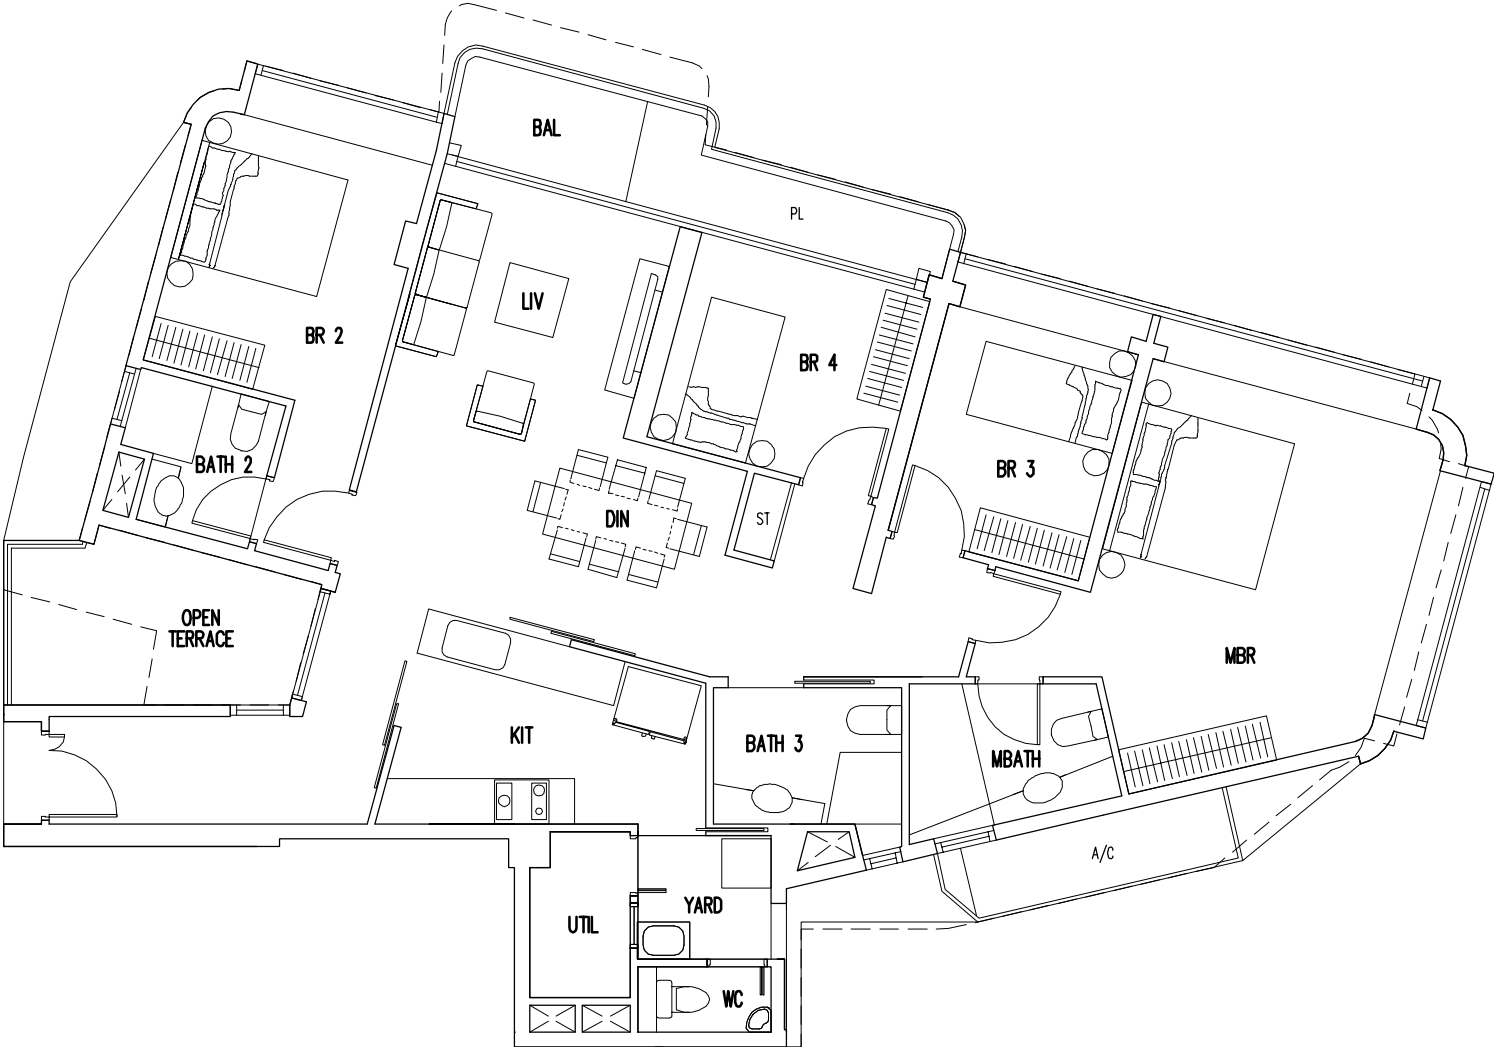 BAL
PL
LIV
BR 2
BR 4
BR 3
BATH 2
DIN
ST
OPEN
TERRACE
MBR
KIT
BATH 3
MBATH
A/C
YARD
UTIL
WC